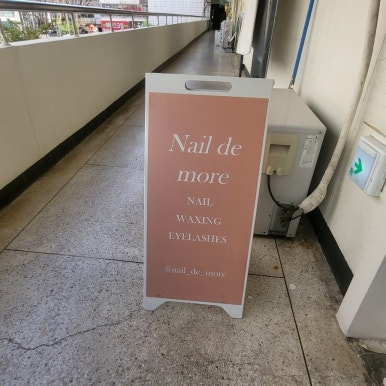 Nail de
more
NAIL
WAXING
EYELASHES
@nail_de_more